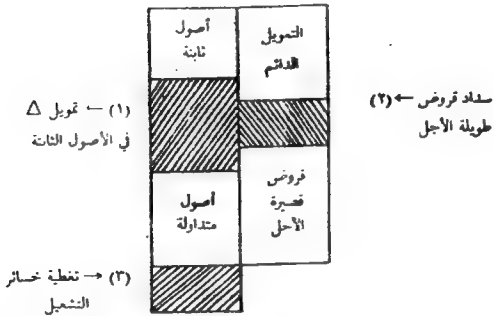 أصول
ثابتة
التمويل
الدائم
(١) ← تمويل △
في الأصول الثابتة
(٢)← سداد قروض
طويلة الأجل
أصول
متداولة
قروض
قصيرة
الأجل
(٣) → تغطية خسائر
التشغيل